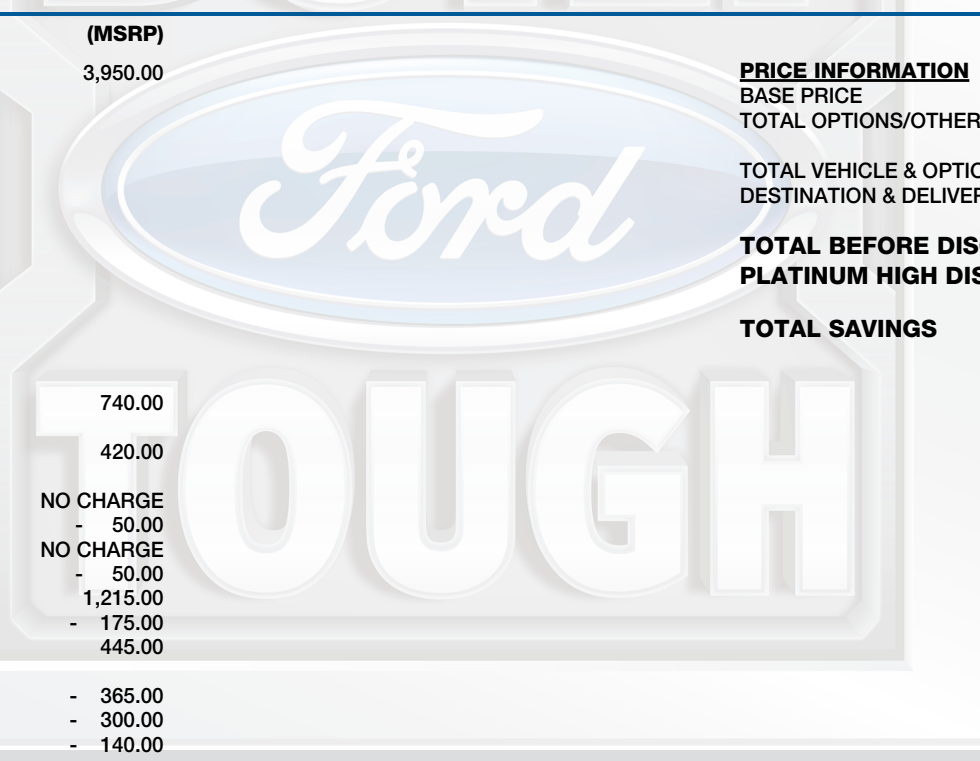 (MSRP)
3,950.00
740.00
420.00
NO CHARGE
- 50.00
NO CHARGE
- 50.00
1,215.00
- 175.00
445.00
- 365.00
- 300.00
- 140.00
PRICE INFORMATION
BASE PRICE
TOTAL OPTIONS/OTHER
TOTAL VEHICLE & OPTIO
DESTINATION & DELIVER
TOTAL BEFORE DIS
PLATINUM HIGH DIS
TOTAL SAVINGS
Ford
TOUGH